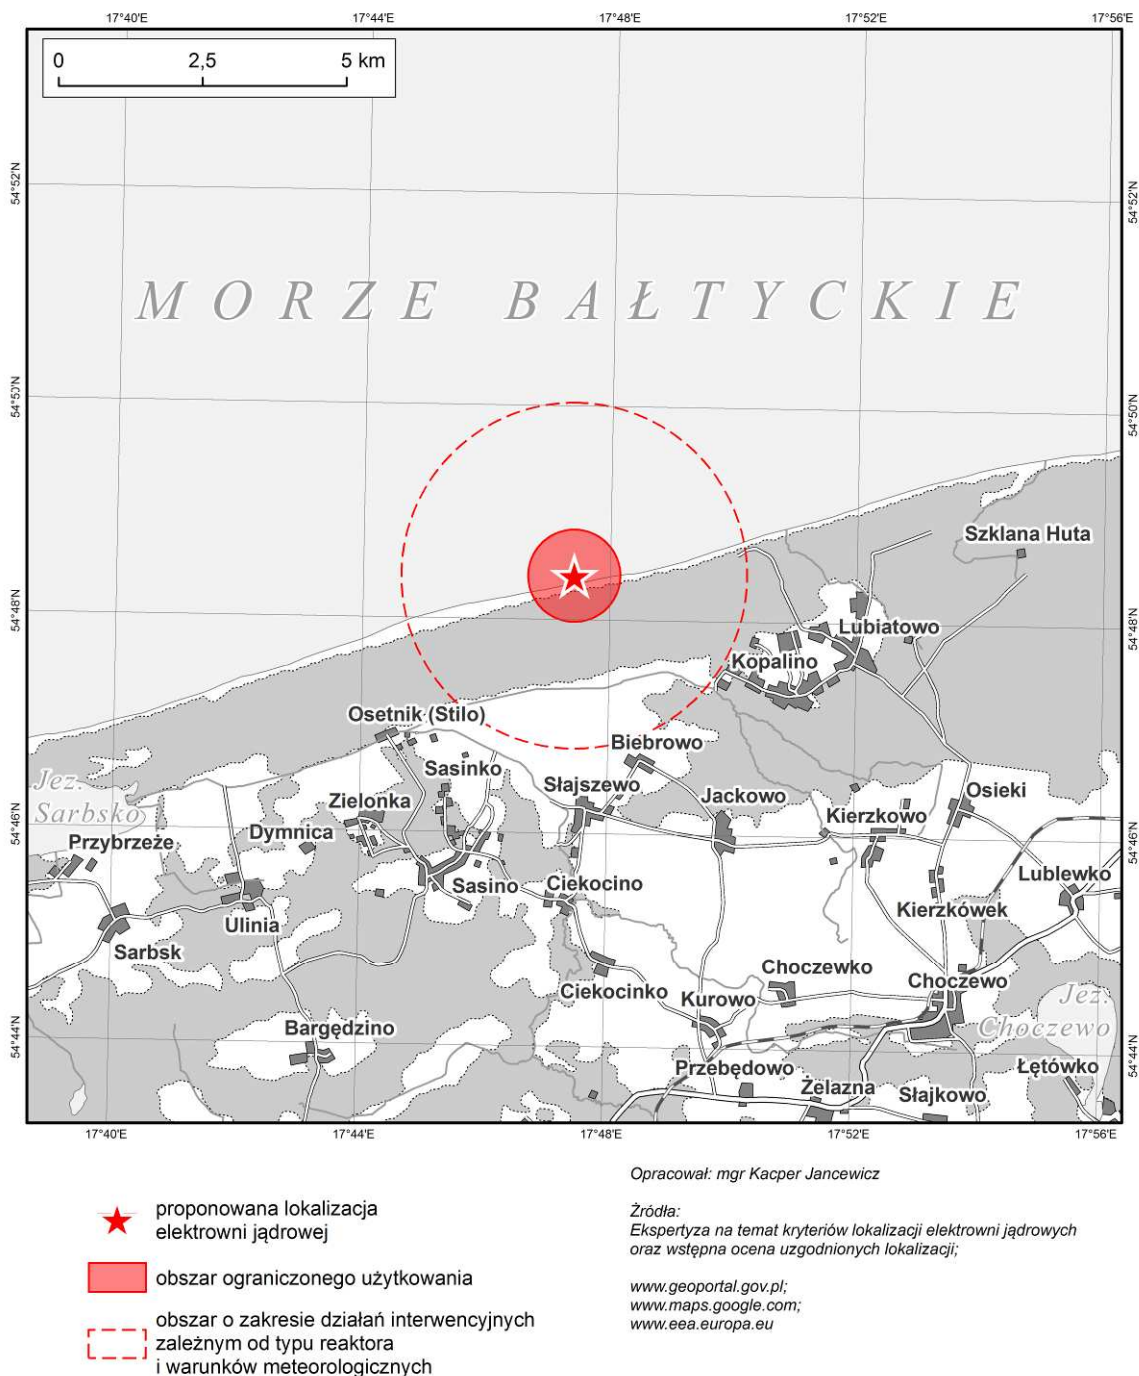 17°40'E
17°44'E
17°48'E
17°52'E
17°56'E
0
2,5
5 km
54°52'N
54°52'N
MORZE BAŁTYCKIE
54°50'N
54°50'N
Szklana Huta
54°48'N
54°48'N
Lubiatowo
Kopalino
Osetnik (Stilo)
Biebrowo
Sasinko
Jez.
Sarbsko
Słajszewo
Osieki
Zielonka
Jackowo
Kierzkowo
Dymnica
54°46'N
54°46'N
Przybrzeże
Lublewko
Sasino
Ciekocino
Kierzkówek
Ulinia
Sarbsk
Choczewko
Choczewo
Ciekocinko
Kurowo
Jez.
Choczewo
Bargędzino
54°44'N
54°44'N
Przebędowo
Łętówko
Żelazna
Słajkowo
17°40'E
17°44'E
17°48'E
17°52'E
17°56'E
proponowana lokalizacja
elektrowni jądrowej
obszar ograniczonego użytkowania
obszar o zakresie działań interwencyjnych
zależnym od typu reaktora
i warunków meteorologicznych
Opracował: mgr Kacper Jancewicz
Źródła:
Ekspertyza na temat kryteriów lokalizacji elektrowni jądrowych
oraz wstępna ocena uzgodnionych lokalizacji;
www.geoportal.gov.pl;
www.maps.google.com;
www.eea.europa.eu